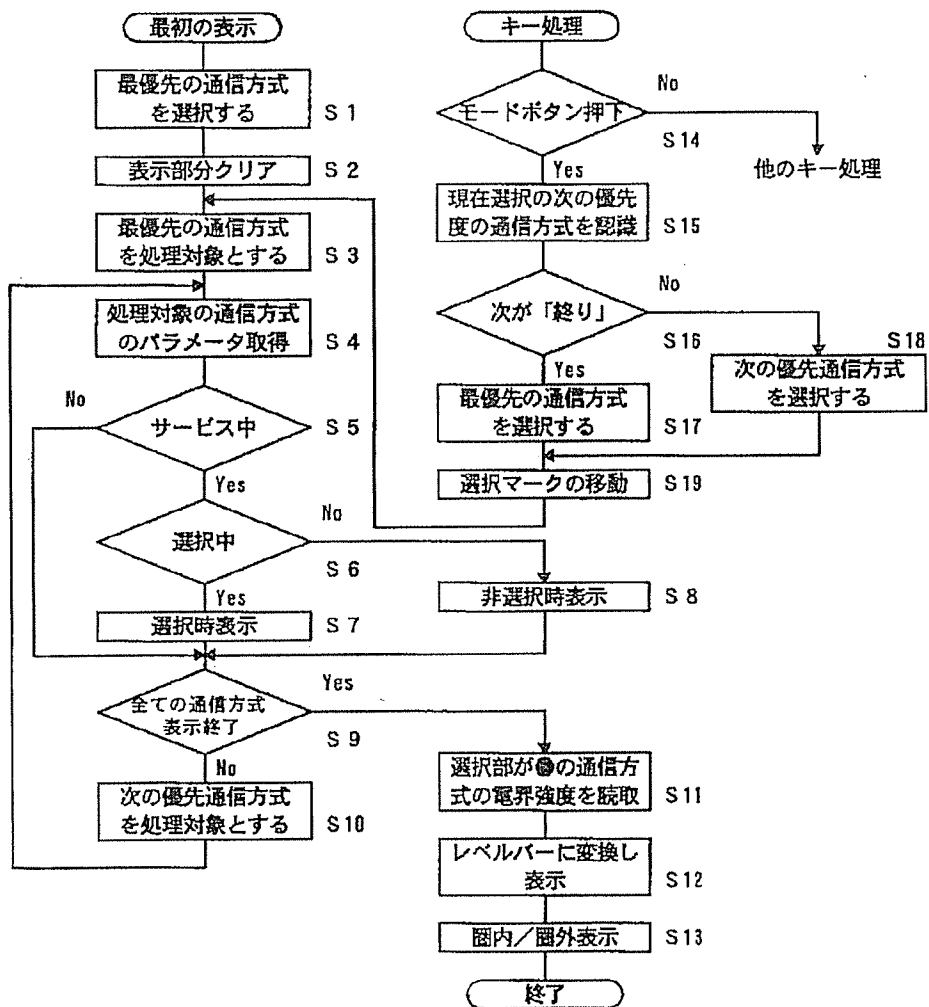 最初の表示
最優先の通信方式
を選択する
S1
表示部分クリア
S2
最優先の通信方式
を処理対象とする
S3
処理対象の通信方式
のパラメータ取得
S4
No
サービス中
S5
Yes
No
選択中
S6
Yes
選択時表示
S7
非選択時表示
S8
全ての通信方式
表示終了
Yes
S9
No
次の優先通信方式
を処理対象とする
S10
選択部が の通信方
式の電界強度を読取
S11
レベルバーに変換し
表示
S12
圏内/圏外表示
S13
終了
キー処理
モードボタン押下
No
S14
他のキー処理
Yes
現在選択の次の優先
度の通信方式を認識
S15
次が「終り」
No
S16
Yes
最優先の通信方式
を選択する
S17
S18
次の優先通信方式
を選択する
選択マークの移動
S19